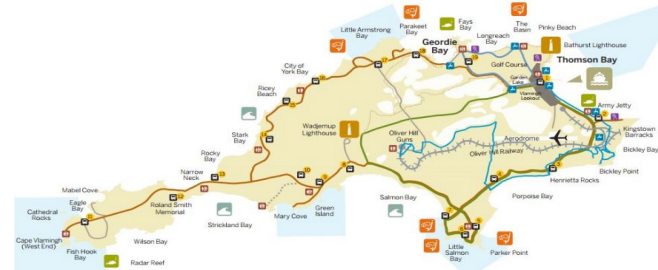 Parakeet
Bay
Little Armstrong
Bay
Fays
Bay
Geordie
Bay
Longreach
Bay
The
Basin
Pinky Beach
Bathurst Lighthouse
Thomson Bay
Golf Course
Garden
Lake
Vlamingh
Lookout
Army Jetty
Kingstown
Barracks
Bickley Bay
Bickley Point
City of
York Bay
Ricey
Beach
Stark
Bay
Rocky
Bay
Narrow
Neck
Wadjemup
Lighthouse
Oliver Hill
Guns
Aerodrome
Oliver Hill Railway
Henrietta Rocks
Porpoise Bay
Parker Point
Little
Salmon
Bay
Salmon Bay
Green
Island
Mary Cove
Strickland Bay
Roland Smith
Memorial
Wilson Bay
Mabel Cove
Eagle
Bay
Cathedral
Rocks
Cape Vlamingh
(West End)
Fish Hook
Bay
Radar Reef